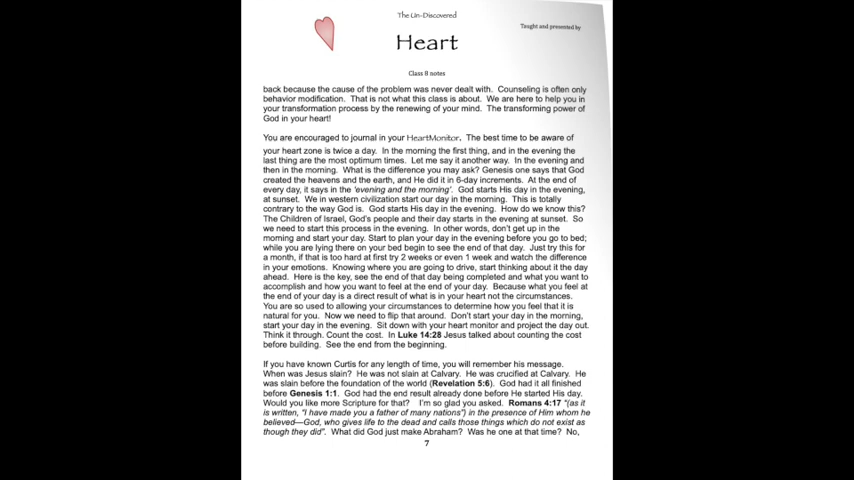 The Un-Discovered
Taught and presented by
Heart
Class 8 notes
back because the cause of the problem was never dealt with. Counseling is often only
behavior modification. That is not what this class is about. We are here to help you in
your transformation process by the renewing of your mind. The transforming power of
God in your heart!
You are encouraged to journal in your HeartMonitor. The best time to be aware of
your heart zone is twice a day. In the morning the first thing, and in the evening the
last thing are the most optimum times. Let me say it another way. In the evening and
then in the morning. What is the difference you may ask? Genesis one says that God
created the heavens and the earth, and He did it in 6-day increments. At the end of
every day, it says in the 'evening and the morning'. God starts His day in the evening,
at sunset. We in western civilization start our day in the morning. This is totally
contrary to the way God is. God starts His day in the evening. How do we know this?
The Children of Israel, God's people and their day starts in the evening at sunset. So
we need to start this process in the evening. In other words, don't get up in the
morning and start your day. Start to plan your day in the evening before you go to bed;
while you are lying there on your bed begin to see the end of that day. Just try this for
a month, if that is too hard at first try 2 weeks or even 1 week and watch the difference
in your emotions. Knowing where you are going to drive, start thinking about it the day
ahead. Here is the key, see the end of that day being completed and what you want to
accomplish and how you want to feel at the end of your day. Because what you feel at
the end of your day is a direct result of what is in your heart not the circumstances.
You are so used to allowing your circumstances to determine how you feel that it is
natural for you. Now we need to flip that around. Don't start your day in the morning,
start your day in the evening. Sit down with your heart monitor and project the day out.
Think it through. Count the cost. In Luke 14:28 Jesus talked about counting the cost
before building. See the end from the beginning.
If you have known Curtis for any length of time, you will remember his message.
When was Jesus slain? He was not slain at Calvary. He was crucified at Calvary. He
was slain before the foundation of the world (Revelation 5:6). God had it all finished
before Genesis 1:1. God had the end result already done before He started His day.
Would you like more Scripture for that? I'm so glad you asked. Romans 4:17 "(as it
is written, "I have made you a father of many nations") in the presence of Him whom he
believed—God, who gives life to the dead and calls those things which do not exist as
though they did". What did God just make Abraham? Was he one at that time? No,
7